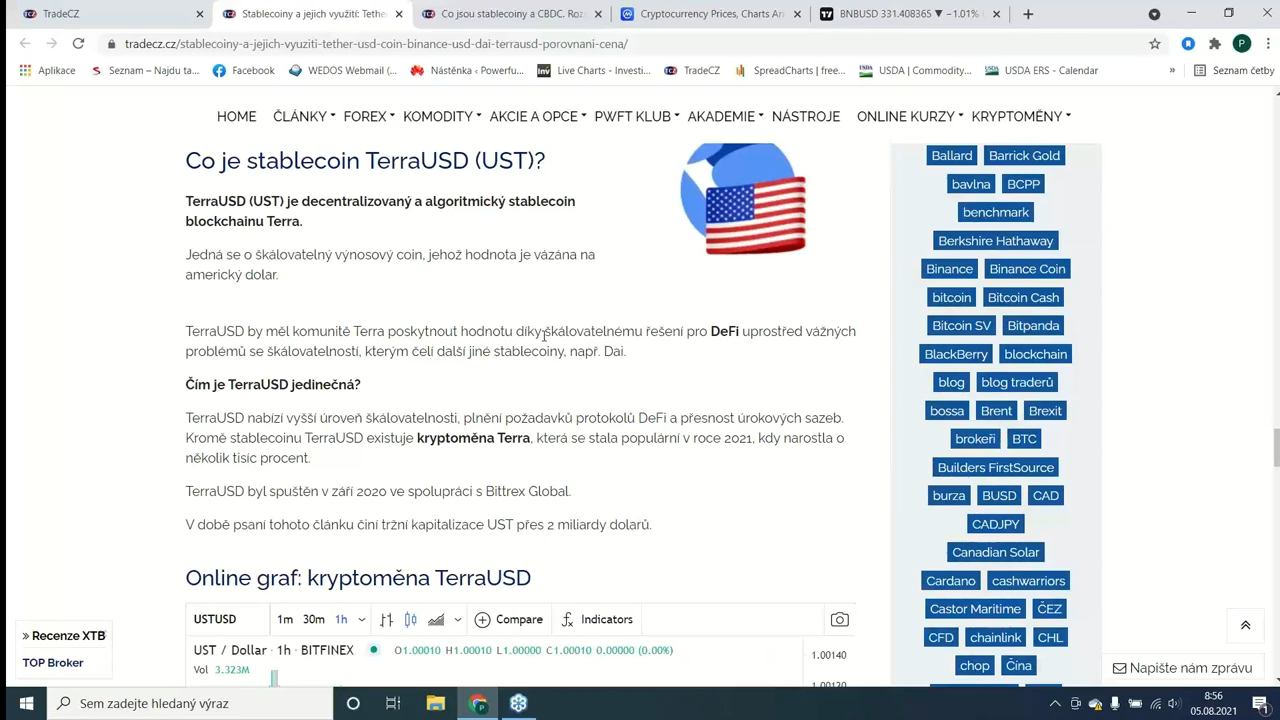 TradeCZ
Stablecoiny a jejich využití: Tethe
Co jsou stablecoiny a CBDC. Roz
Cryptocurrency Prices, Charts An
BNBUSD 331.408365 ▼ −1.01% U
tradecz.cz/stablecoiny-a-jejich-vyuziti-tether-usd-coin-binance-usd-dai-terrausd-porovnani-cena/
P
Aplikace
Seznam – Najdu ta...
Facebook
WEDOS Webmail (...
Nástěnka ‹ Powerfu...
Live Charts - Investi...
TradeCZ
SpreadCharts | free...
USDA | Commodity...
USDA ERS - Calendar
»
Seznam četby
HOME ČLÁNKY FOREX KOMODITY AKCIE A OPCE PWFT KLUB AKADEMIE NÁSTROJE ONLINE KURZY KRYPTOMĚNY
Co je stablecoin TerraUSD (UST)?
TerraUSD (UST) je decentralizovaný a algoritmický stablecoin
blockchainu Terra.
Jedná se o škálovatelný výnosový coin, jehož hodnota je vázána na
americký dolar.
TerraUSD by měl komunitě Terra poskytnout hodnotu díky škálovatelnému řešení pro DeFi uprostřed vážných
problémů se škálovatelností, kterým čelí další jiné stablecoiny, např. Dai.
Čím je TerraUSD jedinečná?
TerraUSD nabízí vyšší úroveň škálovatelnosti, plnění požadavků protokolů DeFi a přesnost úrokových sazeb.
Kromě stablecoinu TerraUSD existuje kryptoměna Terra, která se stala populární v roce 2021, kdy narostla o
několik tisíc procent.
TerraUSD byl spuštěn v září 2020 ve spolupráci s Bittrex Global.
V době psaní tohoto článku činí tržní kapitalizace UST přes 2 miliardy dolarů.
Online graf: kryptoměna TerraUSD
USTUSD 1m 30m 1h Compare Indicators
UST / Dollar · 1h · BITFINEX O1.00010 H1.00010 L1.00000 C1.00010 0.00000 (0.00%)
Vol 3.323M
1.00140
1.00120
Ballard Barrick Gold
bavlna BCPP
benchmark
Berkshire Hathaway
Binance Binance Coin
bitcoin Bitcoin Cash
Bitcoin SV Bitpanda
BlackBerry blockchain
blog blog traderů
bossa Brent Brexit
brokeři BTC
Builders FirstSource
burza BUSD CAD
CADJPY
Canadian Solar
Cardano cashwarriors
Castor Maritime ČEZ
CFD chainlink CHL
chop Čína
» Recenze XTB
TOP Broker
Napište nám zprávu
Sem zadejte hledaný výraz
8:56
05.08.2021